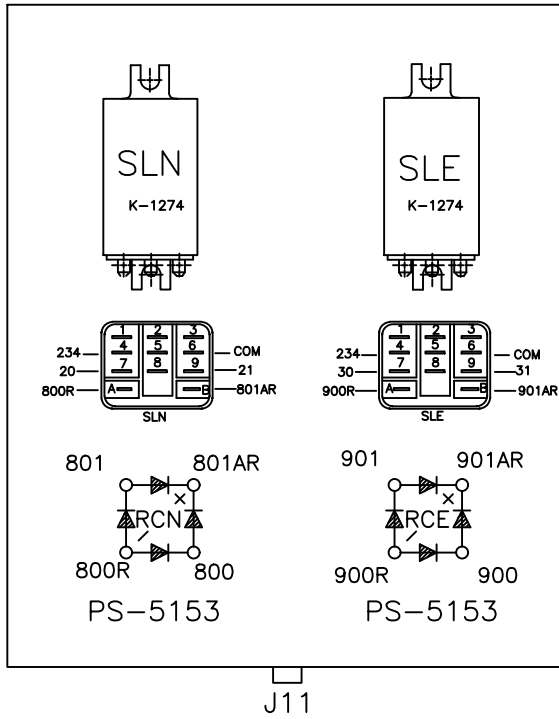 SLN
SLE
K-1274
K-1274
1 2 3
1 2 3
234 4 5 6 COM
234 4 5 6 COM
20 7 8 9 21
30 7 8 9 31
800R A B 801AR
900R A B 901AR
SLN
SLE
801 801AR
901 901AR
RCN
RCE
800R 800
900R 900
PS-5153
PS-5153
J11